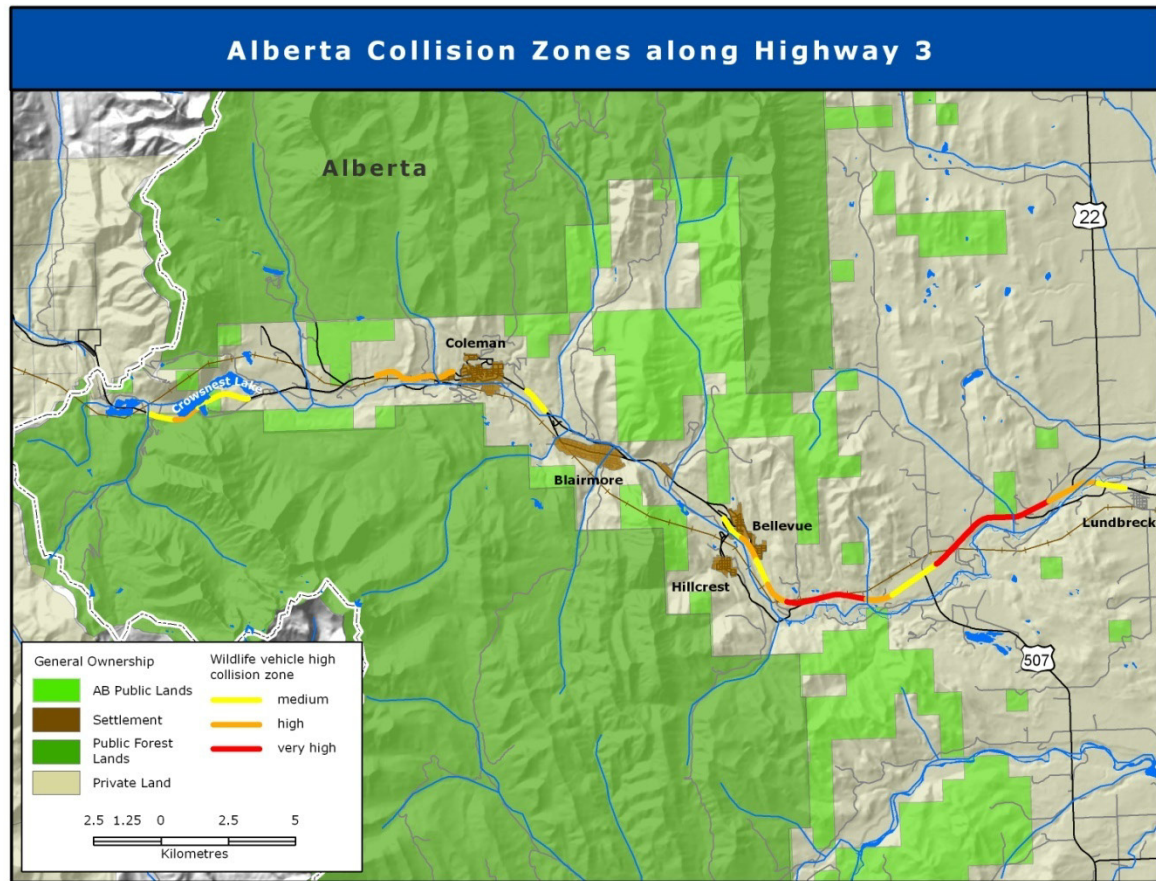 Alberta Collision Zones along Highway 3
Alberta
22
Coleman
Crowsnest Lake
Blairmore
Bellevue
Lundbreck
Hillcrest
507
General Ownership
AB Public Lands
Settlement
Public Forest
Lands
Private Land
Wildlife vehicle high
collision zone
medium
high
very high
2.5 1.25 0 2.5 5
Kilometres